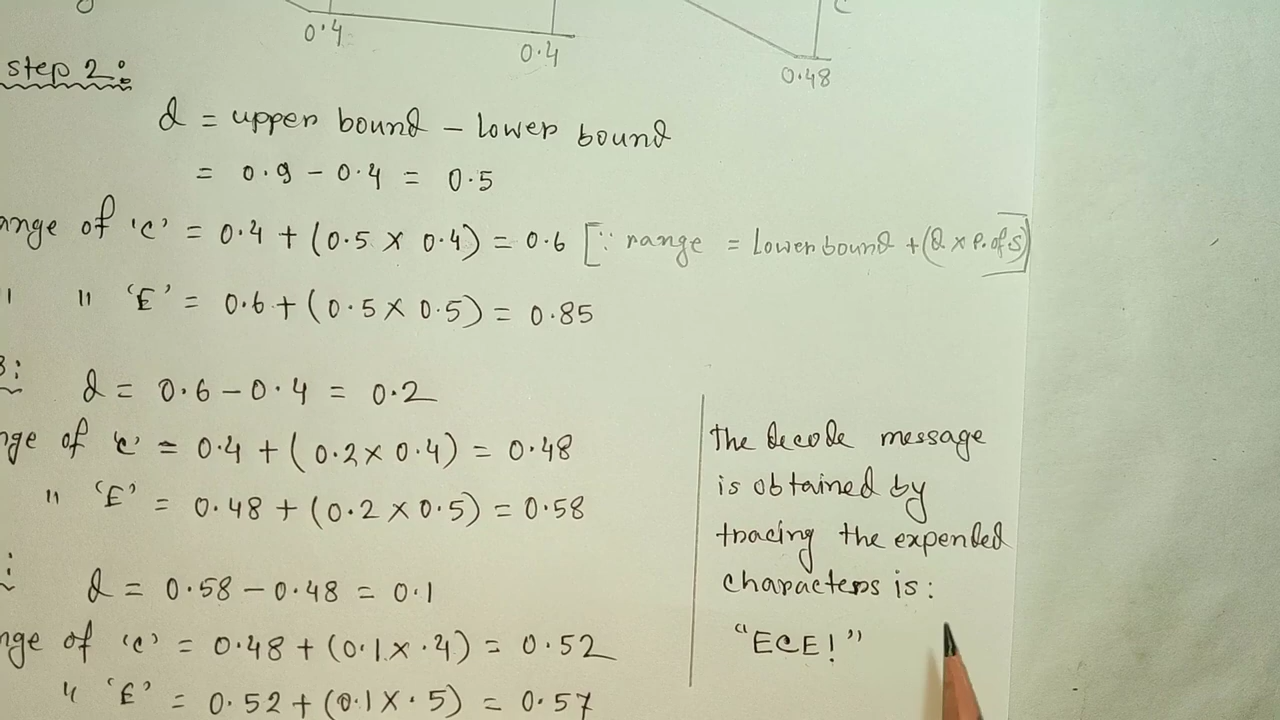 0.4
0.4
C
0.48
step 2:
d = upper bound - lower bound
= 0.9 - 0.4 = 0.5
ange of 'c' = 0.4 + (0.5 x 0.4) = 0.6 [∵ range = Lower bound + (d x P. of s)]
" 'E' = 0.6 + (0.5 x 0.5) = 0.85
3:
d = 0.6 - 0.4 = 0.2
nge of 'c' = 0.4 + (0.2 x 0.4) = 0.48
" 'E' = 0.48 + (0.2 x 0.5) = 0.58
:
d = 0.58 - 0.48 = 0.1
nge of 'c' = 0.48 + (0.1 x .4) = 0.52
" 'E' = 0.52 + (0.1 x .5) = 0.57
The decode message
is obtained by
tracing the expended
characters is:
"ECE!"